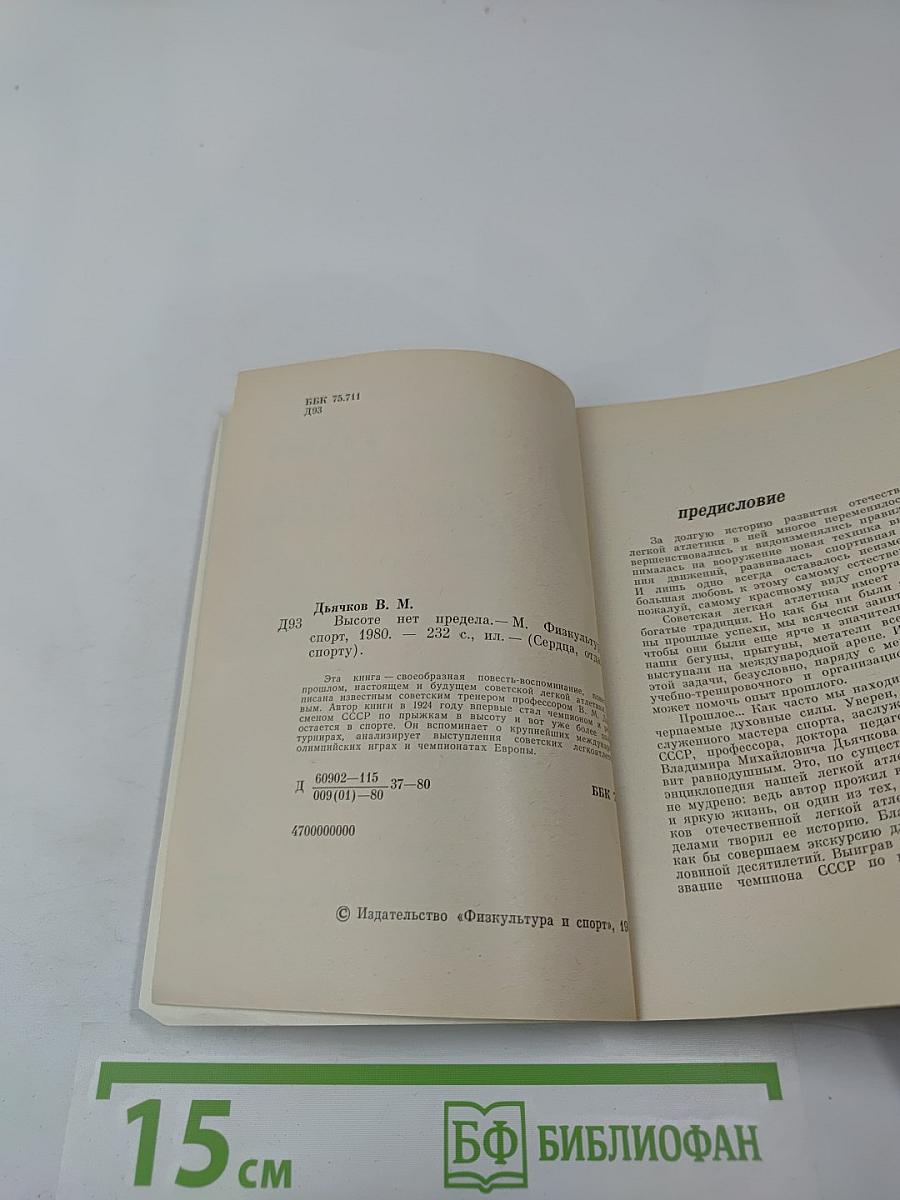 ББК 75.711
Д93
Дьячков В. М.
Д93 Высоте нет предела.— М. Физкультура
спорт, 1980. — 232 с., ил. — (Сердца,
спорту).
Эта книга — своеобразная повесть-воспоминание,
прошлом, настоящем и будущем советской легкой атлетики
писана известным советским тренером профессором В. М.
вым. Автор книги в 1924 году впервые стал чемпионом и
сменом СССР по прыжкам в высоту и вот уже более
остается в спорте. Он вспоминает о крупнейших
турнирах, анализирует выступления советских
олимпийских играх и чемпионатах Европы.
Д 60902—115
009(01)—80 37—80
ББК
4700000000
© Издательство «Физкультура и спорт», 19
предисловие
За долгую историю развития отечеств
легкой атлетики в ней многое переменилос
вершенствовались и видоизменялись правил
нималась на вооружение новая техника
ния движений, развивалась спортивная
И лишь одно всегда оставалось неизме
большая любовь к этому самому естестве
пожалуй, самому красивому виду спорта
Советская легкая атлетика имеет
богатые традиции. Но как бы ни были
ны прошлые успехи, мы всячески заинт
чтобы они были еще ярче и значительн
наши бегуны, прыгуны, метатели все
выступали на международной арене. И
этой задачи, безусловно, наряду с ме
учебно-тренировочного и организацио
может помочь опыт прошлого.
Прошлое... Как часто мы находи
черпаемые духовные силы. Уверен,
служенного мастера спорта, заслуж
СССР, профессора, доктора педагог
Владимира Михайловича Дьячкова
вит равнодушным. Это, по существ
энциклопедия нашей легкой атле
не мудрено: ведь автор прожил
и яркую жизнь, он один из тех,
ков отечественной легкой атле
делами творил ее историю. Бла
как бы совершаем экскурсию
ловиной десятилетий. Выиграв
звание чемпиона СССР по
15 см
БФ БИБЛИОФАН